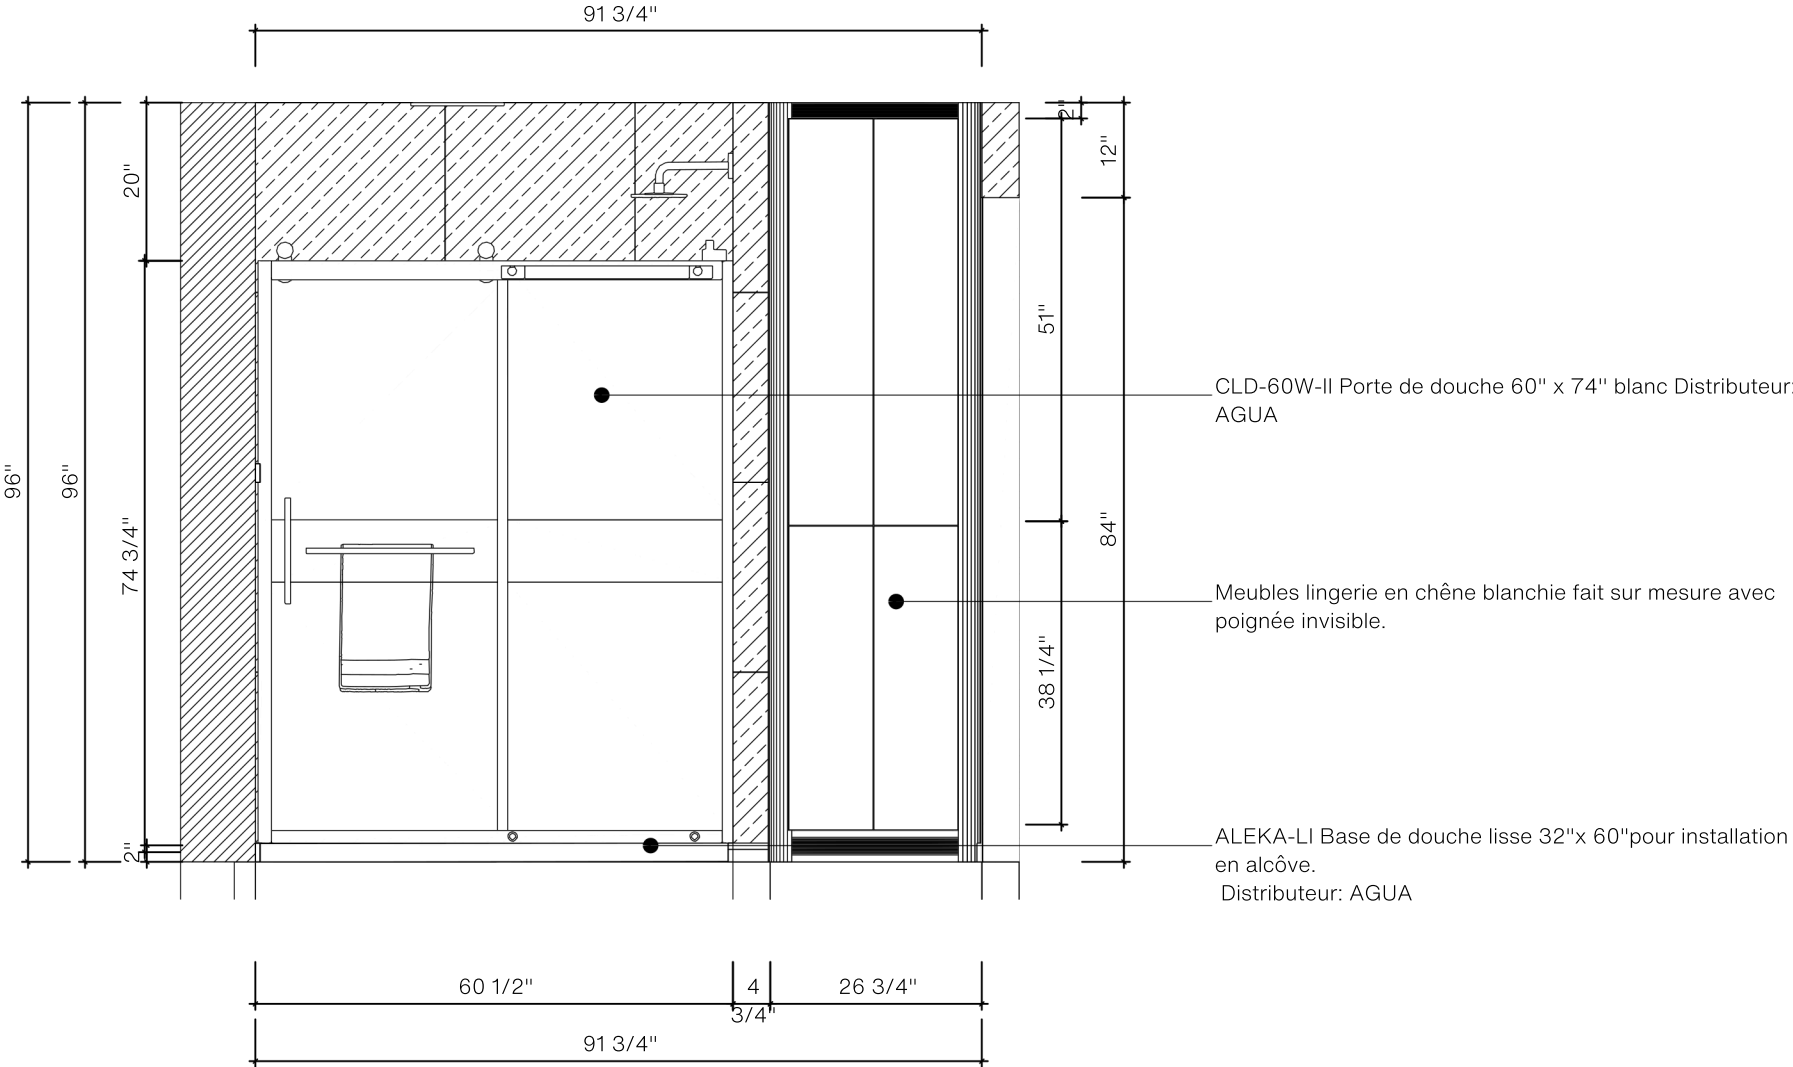 91 3/4"
2"
12"
20"
51"
CLD-60W-II Porte de douche 60" x 74" blanc Distributeur:
AGUA
96"
96"
84"
74 3/4"
Meubles lingerie en chêne blanchie fait sur mesure avec
poignée invisible.
38 1/4"
2"
ALEKA-LI Base de douche lisse 32"x 60"pour installation
en alcôve.
Distributeur: AGUA
60 1/2"
4
3/4"
26 3/4"
91 3/4"